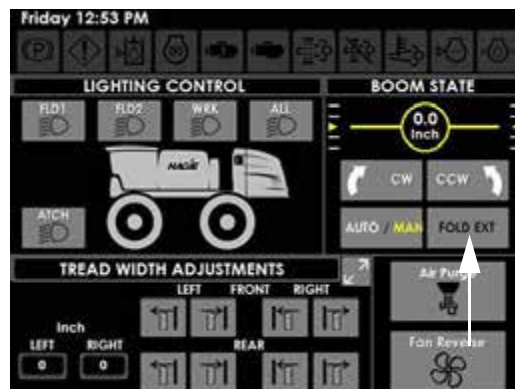 Friday 12:53 PM
LIGHTING CONTROL
BOOM STATE
FLD1 FLD2 WRK ALL
0.0
Inch
HAGIE
CW CCW
ATCH
AUTO / MAN FOLD EXT
TREAD WIDTH ADJUSTMENTS
Air Purge
LEFT FRONT RIGHT
Inch
LEFT RIGHT
REAR
0 0
Fan Reverse